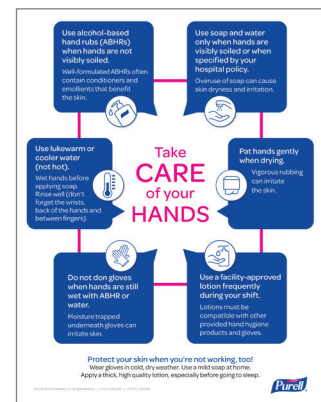 Use alcohol-based
hand rubs (ABHRs)
when hands are not
visibly soiled.
Well-formulated ABHRs often
contain conditioners and
emollients that benefit
the skin.
Use soap and water
only when hands are
visibly soiled or when
specified by your
hospital policy.
Overuse of soap can cause
skin dryness and irritation.
Use lukewarm or
cooler water
(not hot).
Wet hands before
applying soap.
Rinse well (don't
forget the wrists,
back of the hands and
between fingers).
Take
CARE
of your
HANDS
Pat hands gently
when drying.
Vigorous rubbing
can irritate
the skin.
Do not don gloves
when hands are still
wet with ABHR or
water.
Moisture trapped
underneath gloves can
irritate skin.
Use a facility-approved
lotion frequently
during your shift.
Lotions must be
compatible with other
provided hand hygiene
products and gloves.
Protect your skin when you're not working, too!
Wear gloves in cold, dry weather. Use a mild soap at home.
Apply a thick, high quality lotion, especially before going to sleep.
Purell